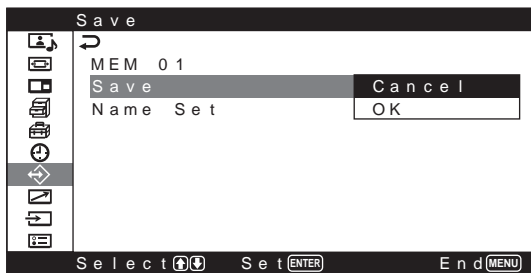 Save
MEM 01
Save Cancel
Name Set OK
Select Set ENTER End MENU